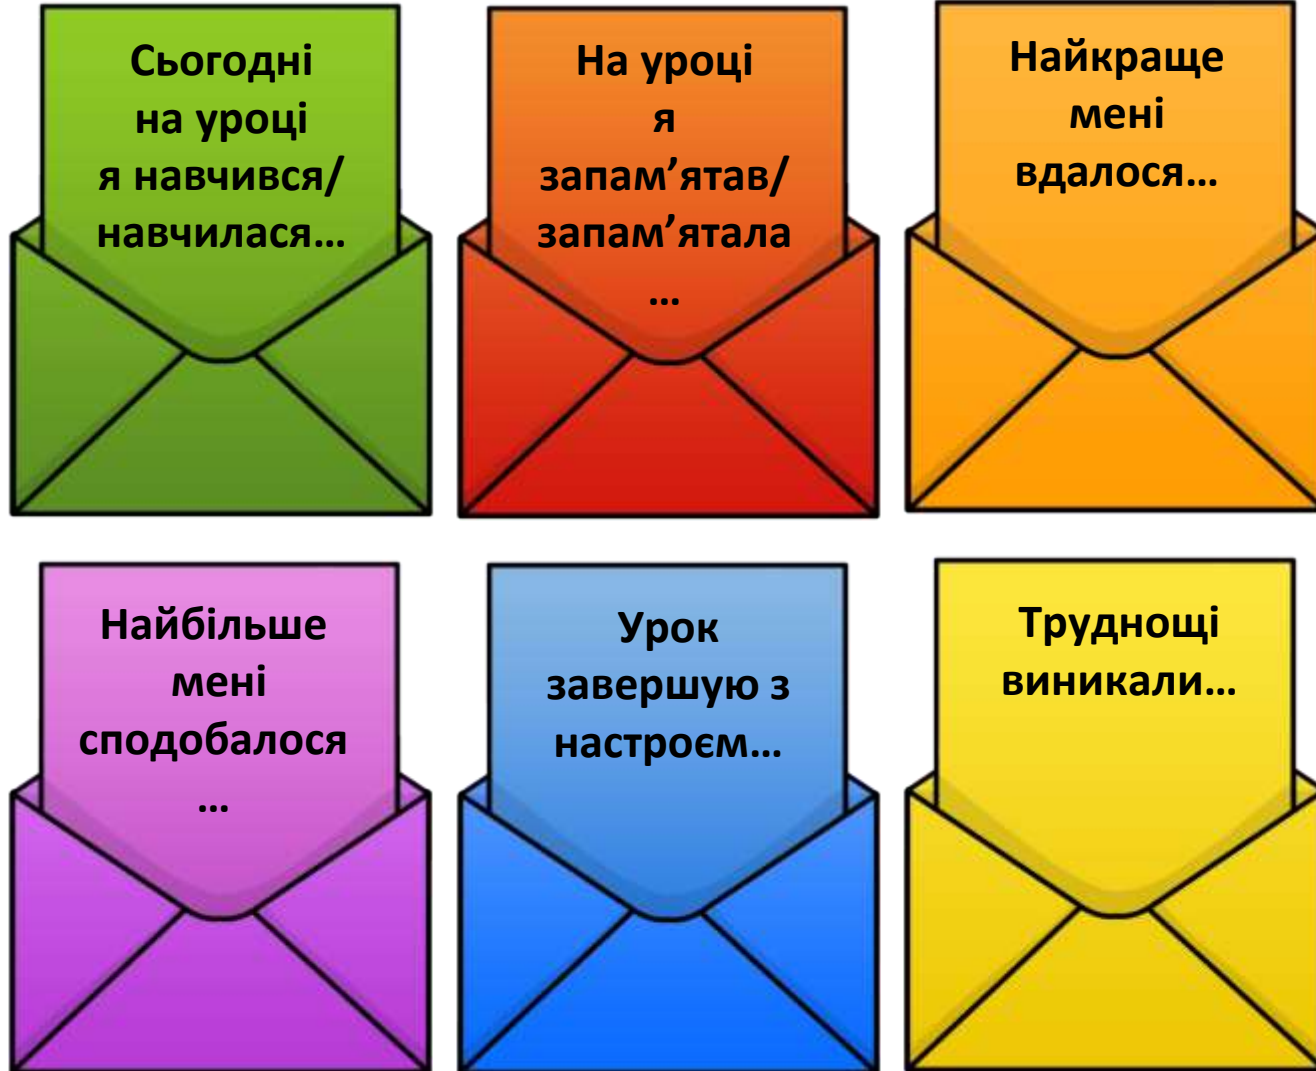 Сьогодні
на уроці
я навчився/
навчилася...
На уроці
я
запам’ятав/
запам’ятала
...
Найкраще
мені
вдалося...
Найбільше
мені
сподобалося
...
Урок
завершую з
настроєм...
Труднощі
виникали...